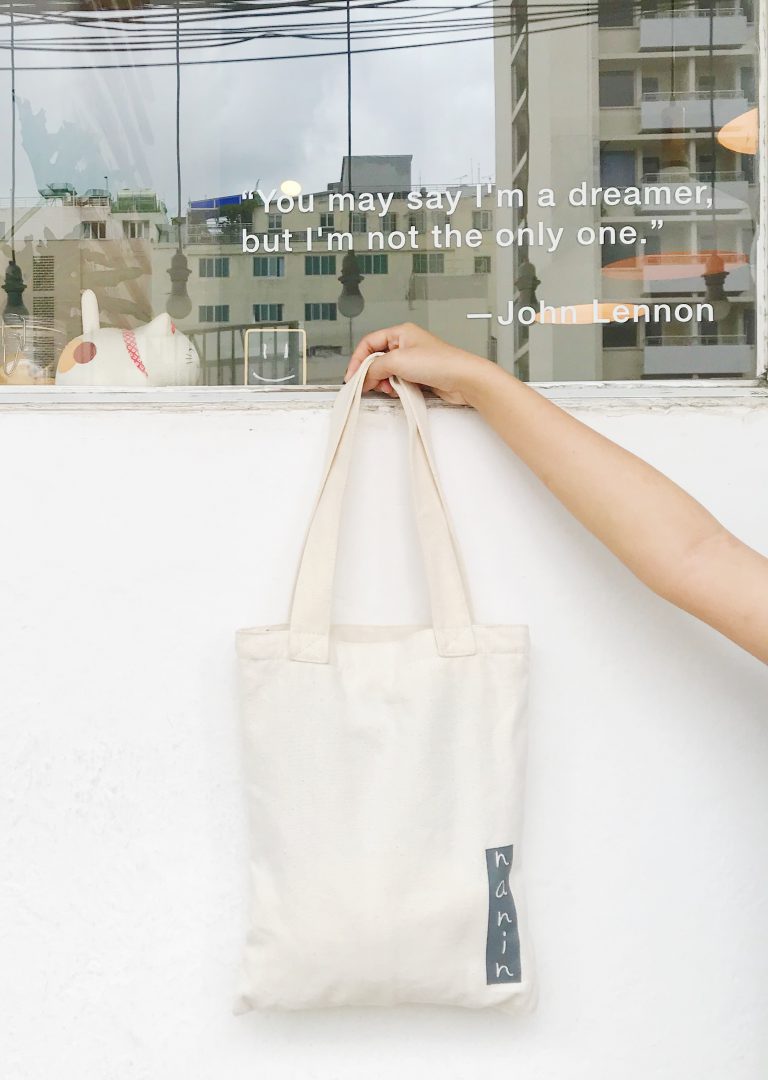 “You may say I'm a dreamer,
but I'm not the only one.”
—John Lennon
nanin